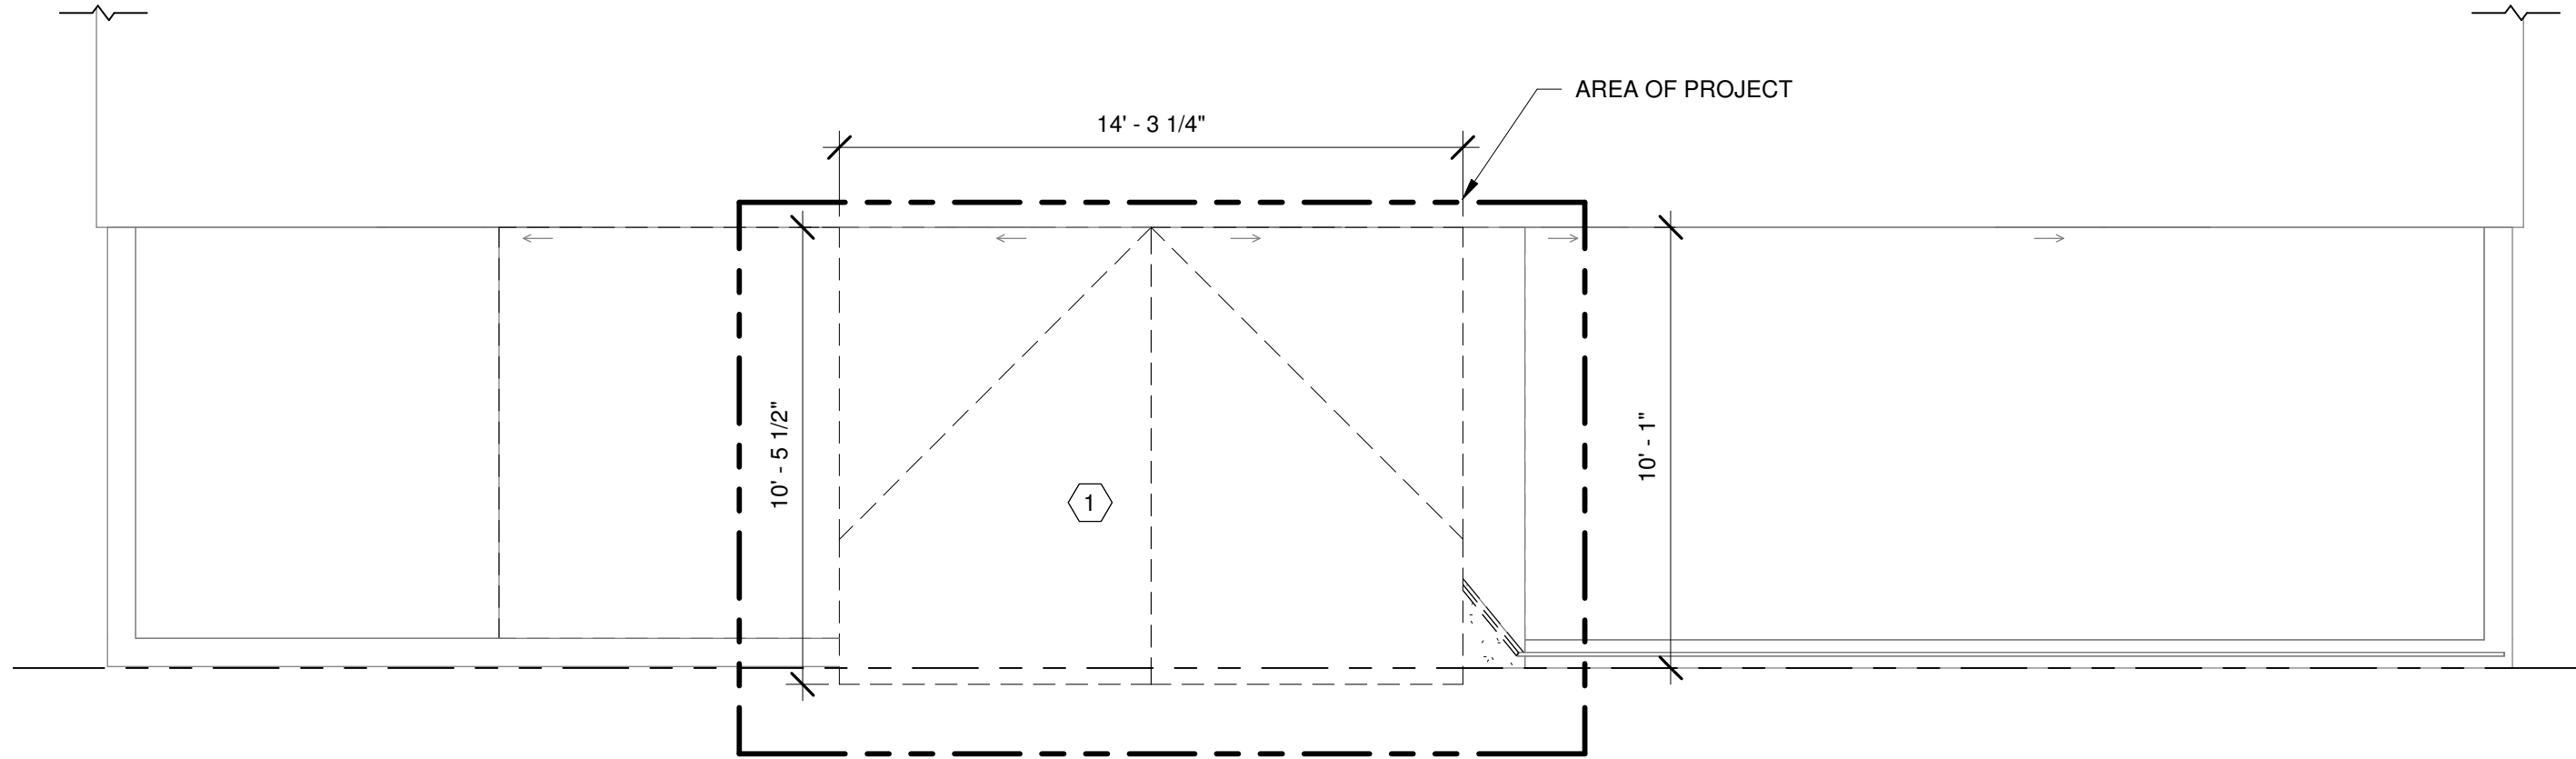 AREA OF PROJECT
14' - 3 1/4"
10' - 5 1/2"
10' - 1"
1